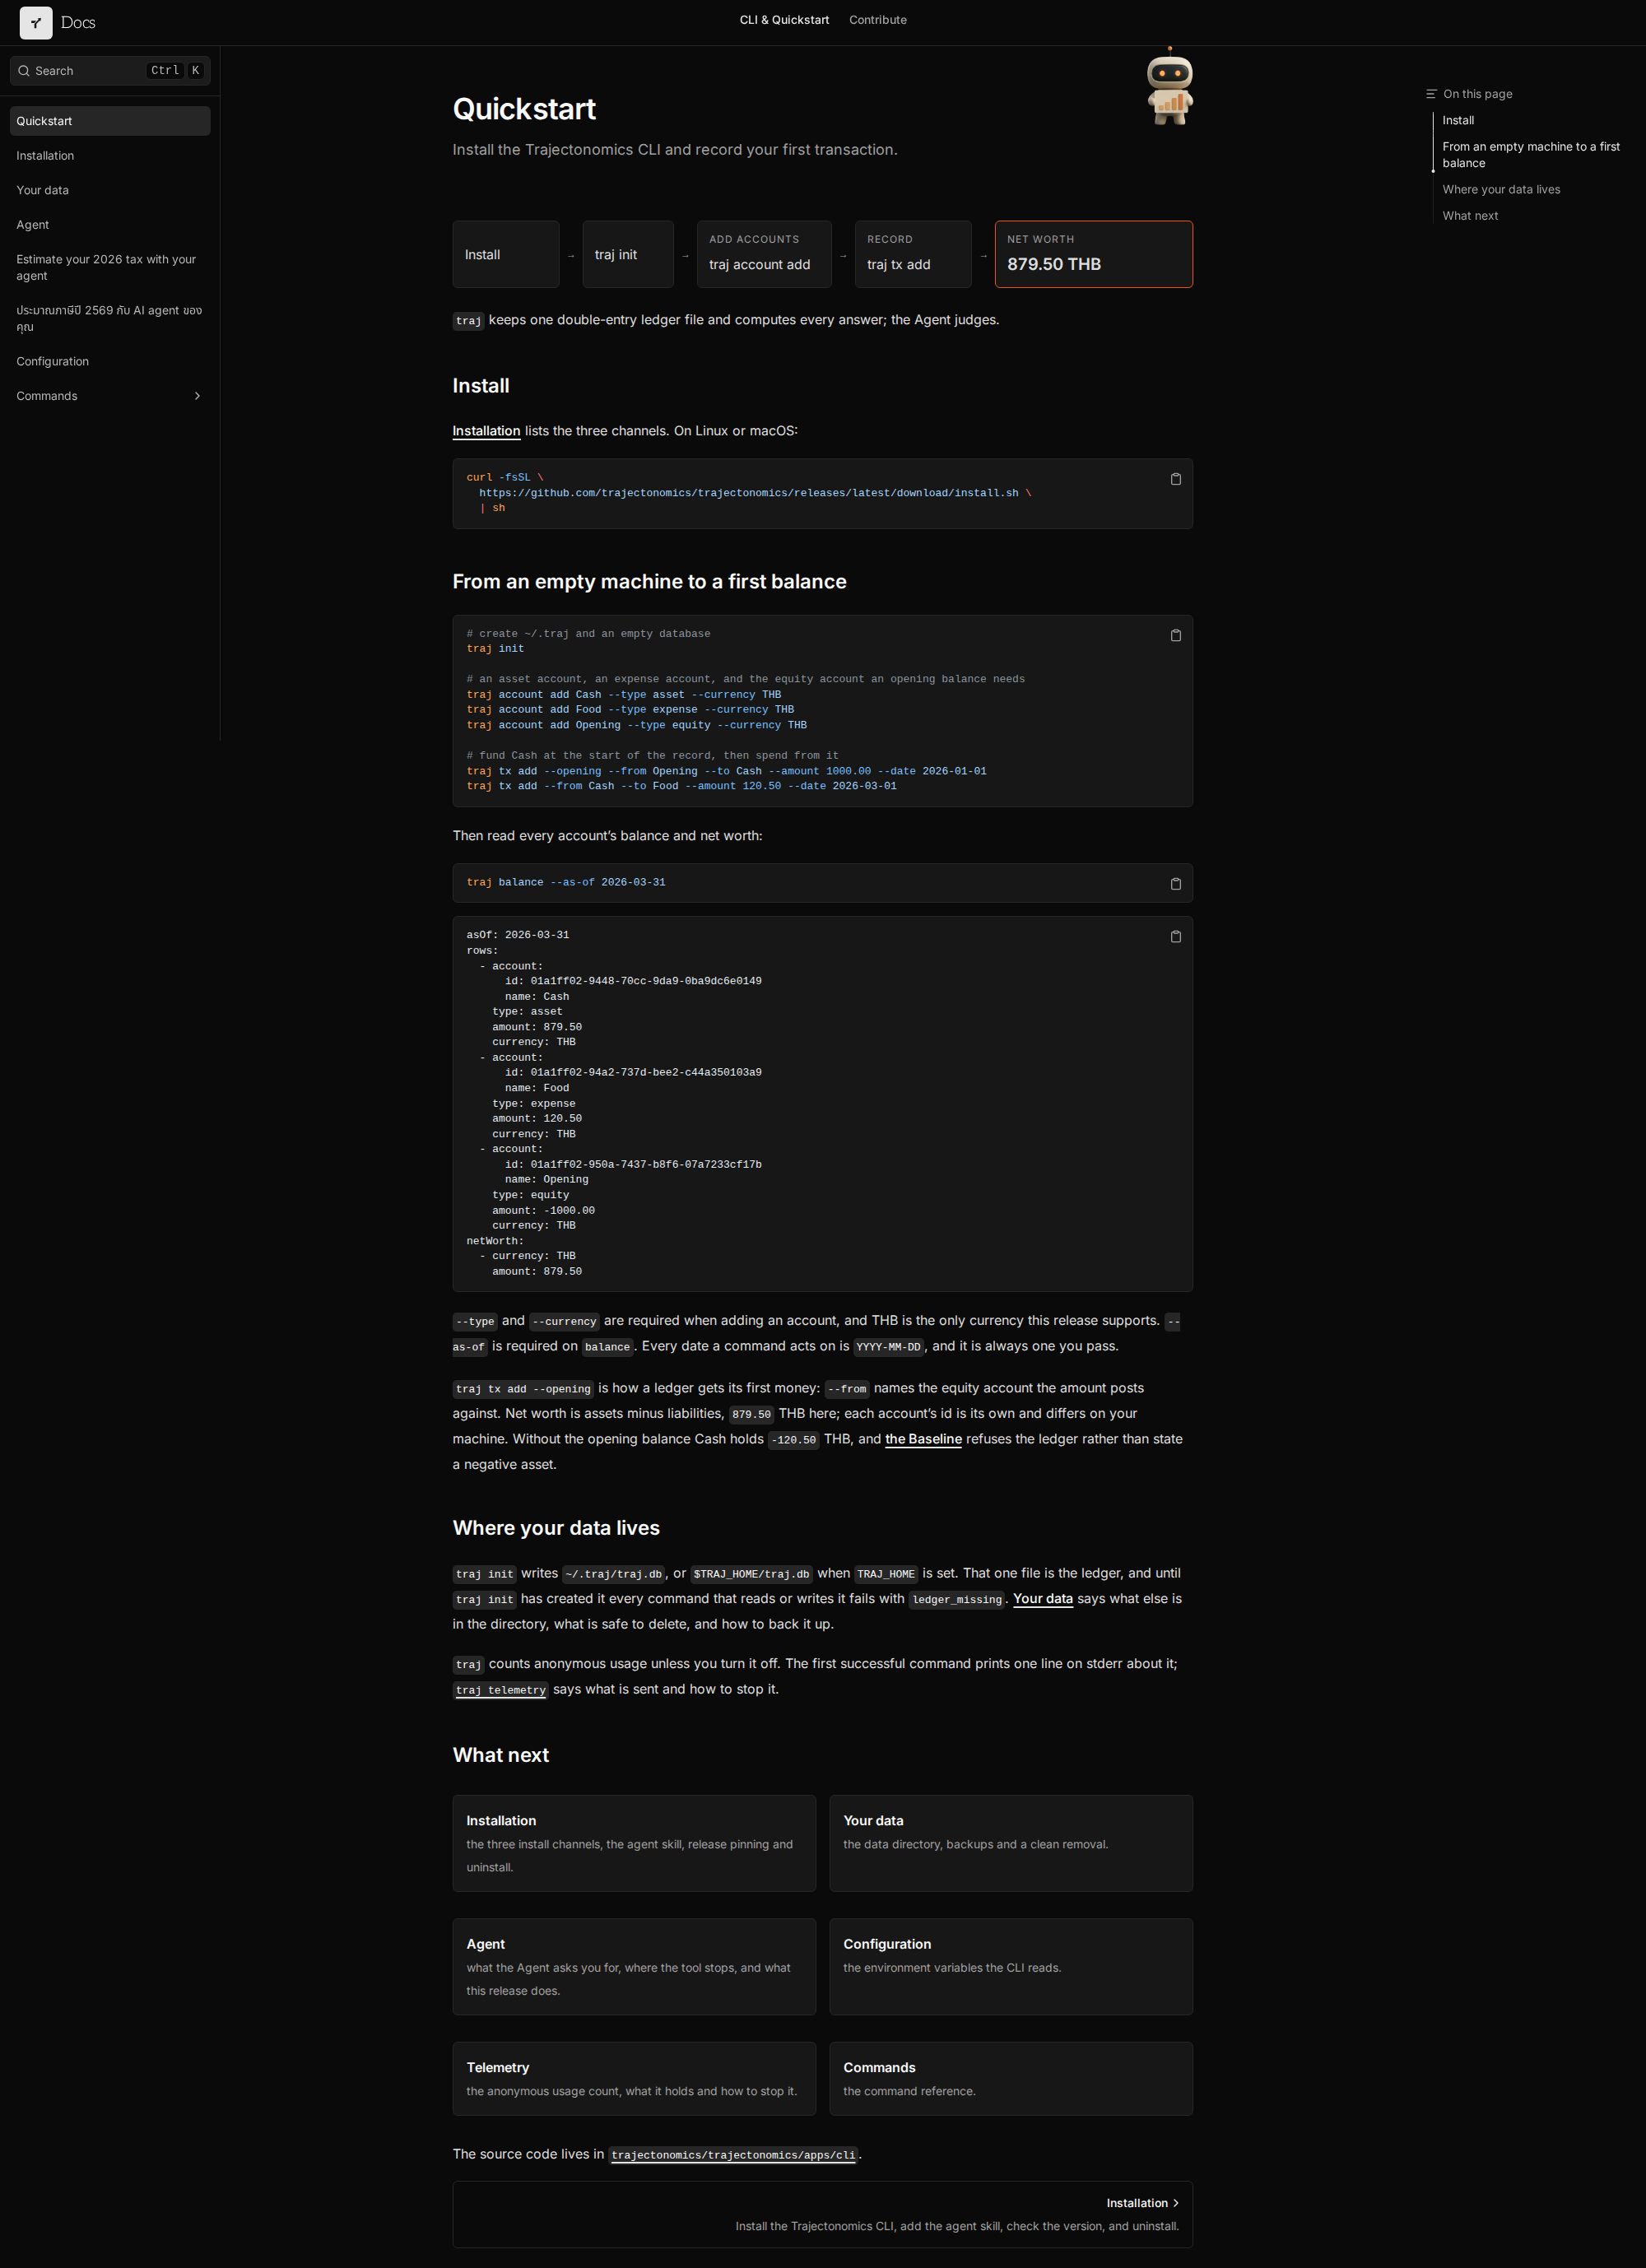 Docs
CLI & Quickstart
Contribute
Search
Ctrl K
Quickstart
Installation
Your data
Agent
Estimate your 2026 tax with your
agent
ประมาณภาษีปี 2569 กับ AI agent ของ
คุณ
Configuration
Commands
Quickstart
Install the Trajectonomics CLI and record your first transaction.
Install
→
traj init
→
ADD ACCOUNTS
traj account add
→
RECORD
traj tx add
→
NET WORTH
879.50 THB
traj keeps one double-entry ledger file and computes every answer; the Agent judges.
Install
Installation lists the three channels. On Linux or macOS:
curl -fsSL \
  https://github.com/trajectonomics/trajectonomics/releases/latest/download/install.sh \
  | sh
From an empty machine to a first balance
# create ~/.traj and an empty database
traj init
# an asset account, an expense account, and the equity account an opening balance needs
traj account add Cash --type asset --currency THB
traj account add Food --type expense --currency THB
traj account add Opening --type equity --currency THB
# fund Cash at the start of the record, then spend from it
traj tx add --opening --from Opening --to Cash --amount 1000.00 --date 2026-01-01
traj tx add --from Cash --to Food --amount 120.50 --date 2026-03-01
Then read every account’s balance and net worth:
traj balance --as-of 2026-03-31
asOf: 2026-03-31
rows:
  - account:
      id: 01a1ff02-9448-70cc-9da9-0ba9dc6e0149
      name: Cash
    type: asset
    amount: 879.50
    currency: THB
  - account:
      id: 01a1ff02-94a2-737d-bee2-c44a350103a9
      name: Food
    type: expense
    amount: 120.50
    currency: THB
  - account:
      id: 01a1ff02-950a-7437-b8f6-07a7233cf17b
      name: Opening
    type: equity
    amount: -1000.00
    currency: THB
netWorth:
  - currency: THB
    amount: 879.50
--type and --currency are required when adding an account, and THB is the only currency this release supports. --
as-of is required on balance. Every date a command acts on is YYYY-MM-DD, and it is always one you pass.
traj tx add --opening is how a ledger gets its first money: --from names the equity account the amount posts
against. Net worth is assets minus liabilities, 879.50 THB here; each account’s id is its own and differs on your
machine. Without the opening balance Cash holds -120.50 THB, and the Baseline refuses the ledger rather than state
a negative asset.
Where your data lives
traj init writes ~/.traj/traj.db, or $TRAJ_HOME/traj.db when TRAJ_HOME is set. That one file is the ledger, and until
traj init has created it every command that reads or writes it fails with ledger_missing. Your data says what else is
in the directory, what is safe to delete, and how to back it up.
traj counts anonymous usage unless you turn it off. The first successful command prints one line on stderr about it;
traj telemetry says what is sent and how to stop it.
What next
Installation
the three install channels, the agent skill, release pinning and
uninstall.
Your data
the data directory, backups and a clean removal.
Agent
what the Agent asks you for, where the tool stops, and what
this release does.
Configuration
the environment variables the CLI reads.
Telemetry
the anonymous usage count, what it holds and how to stop it.
Commands
the command reference.
The source code lives in trajectonomics/trajectonomics/apps/cli.
Installation
Install the Trajectonomics CLI, add the agent skill, check the version, and uninstall.
On this page
Install
From an empty machine to a first
balance
Where your data lives
What next